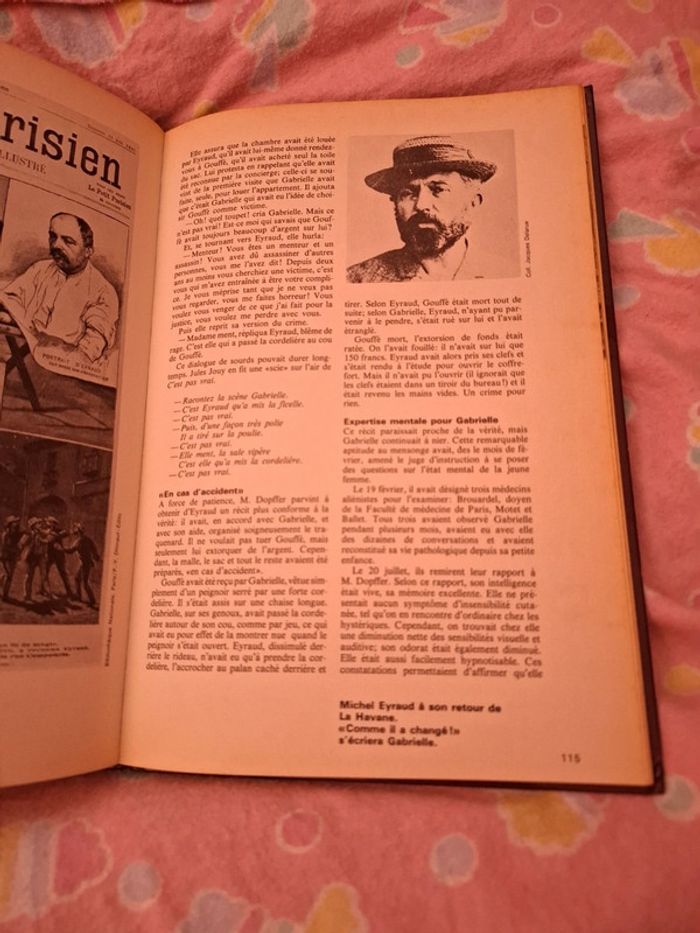 risien
LLUSTRÉ
Le Petit Parisien
PORTRAIT D'EYRAUD
Elle assura que la chambre avait été louée
par Eyraud, qu'il avait lui-même donné rendez-
vous à Gouffé, qu'il avait acheté seul la toile
du sac. Lui protesta en rappelant qu'elle avait
été reconnue par la concierge; celle-ci se sou-
vint de la première visite que Gabrielle avait
faite, seule, pour louer l'appartement. Il ajouta
que c'était Gabrielle qui avait eu l'idée de choi-
sir Gouffé comme victime.
— Oh! quel toupet! cria Gabrielle. Mais ce
n'est pas vrai! Est-ce moi qui savais que Gouf-
fé avait toujours beaucoup d'argent sur lui?
Et, se tournant vers Eyraud, elle hurla:
— Menteur! Vous êtes un menteur et un
assassin! Vous avez dû assassiner d'autres
personnes, vous me l'avez dit! Depuis deux
ans au moins vous cherchiez une victime, c'est
vous qui m'avez entraînée à être votre compli-
ce. Je vous méprise tant que je ne veux pas
vous regarder, vous me faites horreur! Vous
voulez vous venger de ce que j'ai fait pour la
justice, vous voulez me perdre avec vous.
Puis elle reprit sa version du crime.
— Madame ment, répliqua Eyraud, blême de
rage. C'est elle qui a passé la cordelière au cou
de Gouffé.
Ce dialogue de sourds pouvait durer long-
temps. Jules Jouy en fit une «scie» sur l'air de
C'est pas vrai.
— Racontez la scène Gabrielle.
— C'est Eyraud qu'a mis la ficelle.
— C'est pas vrai.
— Puit, d'une façon très polie
Il a tiré sur la poulie.
— C'est pas vrai.
— Elle ment, la sale vipère
C'est elle qu'a mis la cordelière.
— C'est pas vrai.
«En cas d'accident»
A force de patience, M. Dopffer parvint à
obtenir d'Eyraud un récit plus conforme à la
vérité: il avait, en accord avec Gabrielle, et
avec son aide, organisé soigneusement le tra-
quenard. Il ne voulait pas tuer Gouffé, mais
seulement lui extorquer de l'argent. Cepen-
dant, la malle, le sac et tout le reste avaient été
préparés, «en cas d'accident».
Gouffé avait été reçu par Gabrielle, vêtue sim-
plement d'un peignoir serré par une forte cor-
delière. Il s'était assis sur une chaise longue.
Gabrielle, sur ses genoux, avait passé la corde-
lière autour de son cou, comme par jeu, ce qui
avait eu pour effet de la montrer nue quand le
peignoir s'était ouvert. Eyraud, dissimulé der-
rière le rideau, n'avait eu qu'à prendre la cor-
delière, l'accrocher au palan caché derrière et
Coll. Jacques Delarue
tirer. Selon Eyraud, Gouffé était mort tout de
suite; selon Gabrielle, Eyraud, n'ayant pu par-
venir à le pendre, s'était rué sur lui et l'avait
étranglé.
Gouffé mort, l'extorsion de fonds était
ratée. On l'avait fouillé: il n'avait sur lui que
150 francs. Eyraud avait alors pris ses clefs et
s'était rendu à l'étude pour ouvrir le coffre-
fort. Mais il n'avait pu l'ouvrir (il ignorait que
les clefs étaient dans un tiroir du bureau!) et il
était revenu les mains vides. Un crime pour
rien.
Expertise mentale pour Gabrielle
Ce récit paraissait proche de la vérité, mais
Gabrielle continuait à nier. Cette remarquable
aptitude au mensonge avait, dès le mois de fé-
vrier, amené le juge d'instruction à se poser
des questions sur l'état mental de la jeune
femme.
Le 19 février, il avait désigné trois médecins
aliénistes pour l'examiner: Brouardel, doyen
de la Faculté de médecine de Paris, Motet et
Ballet. Tous trois avaient observé Gabrielle
pendant plusieurs mois, avaient eu avec elle
des dizaines de conversations et avaient
reconstitué sa vie pathologique depuis sa petite
enfance.
Le 20 juillet, ils remirent leur rapport à
M. Dopffer. Selon ce rapport, son intelligence
était vive, sa mémoire excellente. Elle ne pré-
sentait aucun symptôme d'insensibilité cuta-
née, tel qu'on en rencontre d'ordinaire chez les
hystériques. Cependant, on trouvait chez elle
une diminution nette des sensibilités visuelle et
auditive; son odorat était également diminué.
Elle était aussi facilement hypnotisable. Ces
constatations permettaient d'affirmer qu'elle
Michel Eyraud à son retour de
La Havane.
«Comme il a changé!»
s'écriera Gabrielle.
115